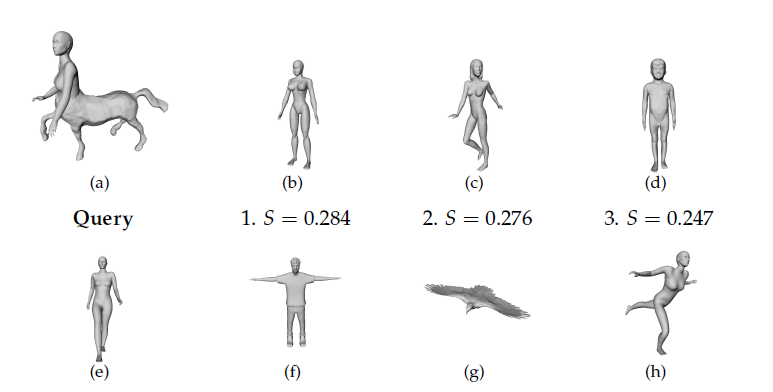 (a) (b) (c) (d)
Query 1. S = 0.284 2. S = 0.276 3. S = 0.247
(e) (f) (g) (h)